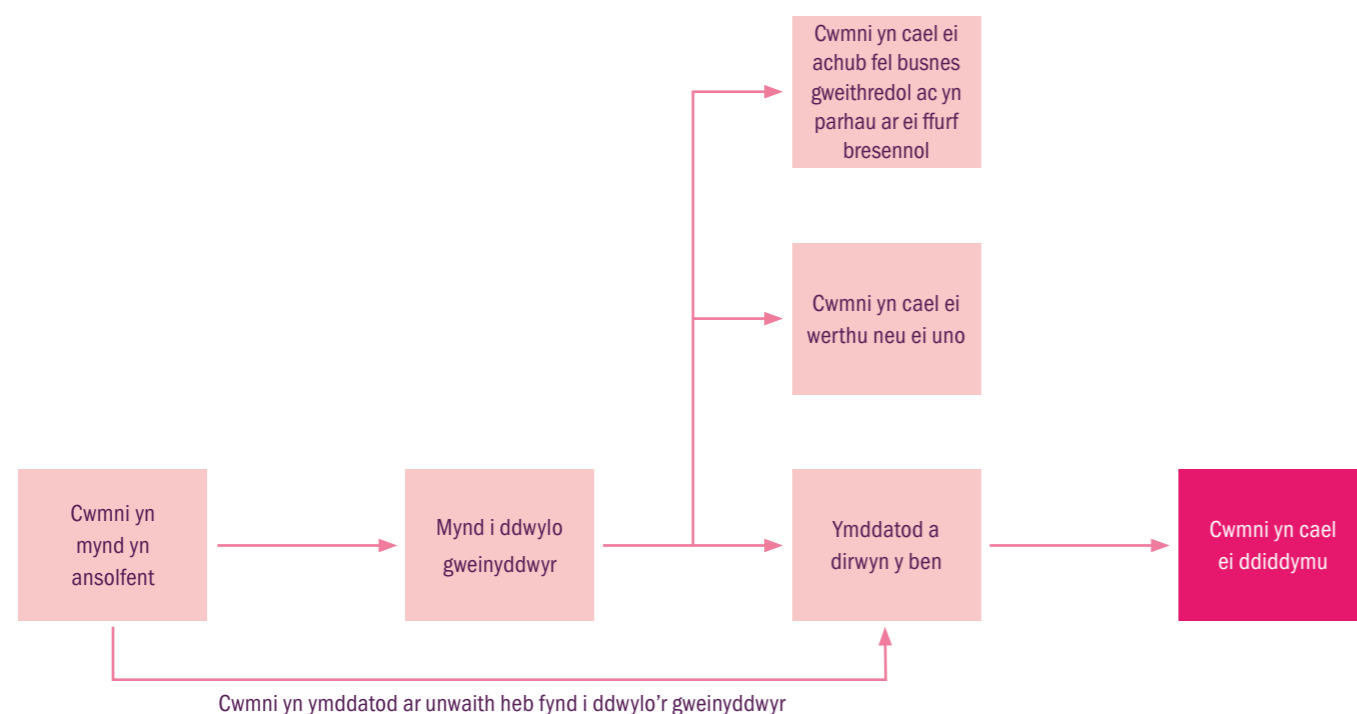 Cwmni yn cael ei
achub fel busnes
gweithredol ac yn
parhau ar ei ffurf
bresennol
Cwmni yn cael ei
werthu neu ei uno
Cwmni yn
mynd yn
ansolfent
Mynd i ddwylo
gweinyddwyr
Ymddatod a
dirwyn y ben
Cwmni yn cael
ei ddiddymu
Cwmni yn ymddatod ar unwaith heb fynd i ddwylo’r gweinyddwyr